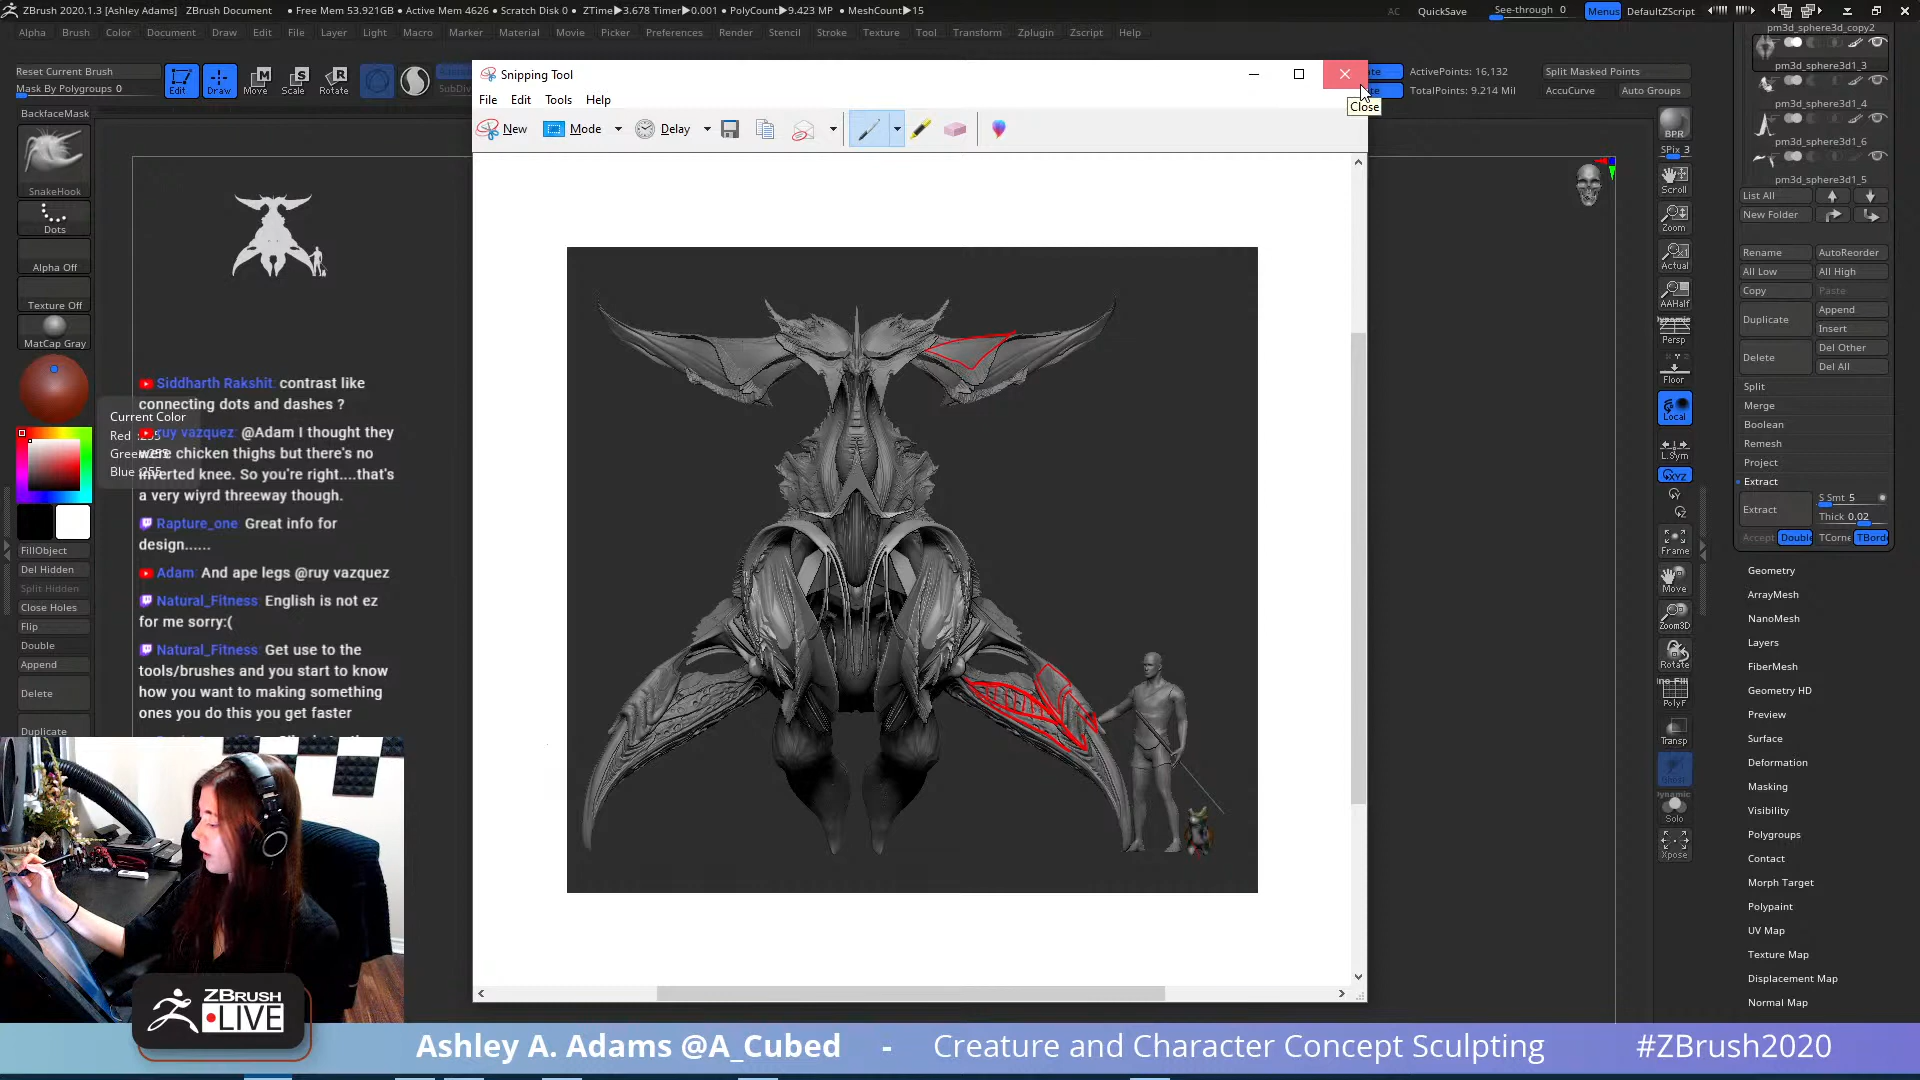 ZBrush 2020.1.3 [Ashley Adams] ZBrush Document • Free Mem 53.921GB • Active Mem 4626 • Scratch Disk 0 • ZTime▶3.678 Timer▶0.001 • PolyCount▶9.423 MP • MeshCount▶15 AC QuickSave See-through 0 Menus DefaultZScript
Alpha Brush Color Document Draw Edit File Layer Light Macro Marker Material Movie Picker Preferences Render Stencil Stroke Texture Tool Transform Zplugin Zscript Help
Reset Current Brush
Mask By Polygroups 0
BackfaceMask
Edit Draw Move Scale Rotate
ActivePoints: 16,132
TotalPoints: 9.214 Mil
Split Masked Points
AccuCurve Auto Groups
Snipping Tool
File Edit Tools Help
New Mode Delay
Close
SnakeHook
Dots
Alpha Off
Texture Off
MatCap Gray
Current Color
Red
Green
Blue
FillObject
Del Hidden
Split Hidden
Close Holes
Flip
Double
Append
Delete
Duplicate
Siddharth Rakshit: contrast like
connecting dots and dashes ?
ruy vazquez: @Adam I thought they
were chicken thighs but there's no
inverted knee. So you're right....that's
a very wiyrd threeway though.
Rapture_one: Great info for
design......
Adam: And ape legs @ruy vazquez
Natural_Fitness: English is not ez
for me sorry:(
Natural_Fitness: Get use to the
tools/brushes and you start to know
how you want to making something
ones you do this you get faster
BPR
SPix 3
Scroll
Zoom
Actual
AAHalf
Dynamic
Persp
Floor
Local
L.Sym
XYZ
Frame
Move
Zoom3D
Rotate
PolyF
Transp
Ghost
Dynamic
Solo
Xpose
pm3d_sphere3d_copy2
pm3d_sphere3d1_3
pm3d_sphere3d1_4
pm3d_sphere3d1_6
pm3d_sphere3d1_5
List All
New Folder
Rename AutoReorder
All Low All High
Copy Paste
Duplicate Append
Insert
Delete Del Other
Del All
Split
Merge
Boolean
Remesh
Project
Extract
Extract S Smt 5
Thick 0.02
Accept Double TCorne TBorde
Geometry
ArrayMesh
NanoMesh
Layers
FiberMesh
Geometry HD
Preview
Surface
Deformation
Masking
Visibility
Polygroups
Contact
Morph Target
Polypaint
UV Map
Texture Map
Displacement Map
Normal Map
ZBRUSH
LIVE
Ashley A. Adams @A_Cubed - Creature and Character Concept Sculpting #ZBrush2020